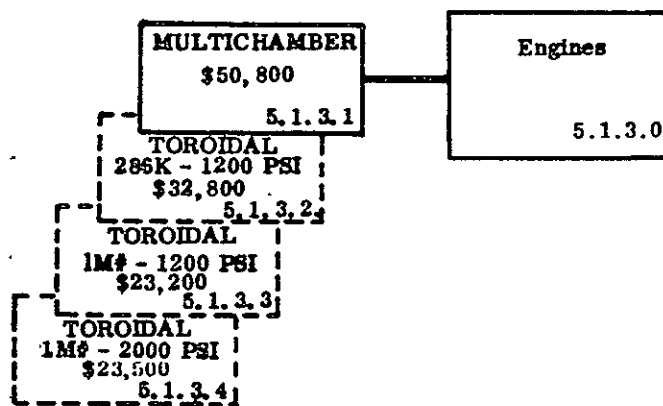 MULTICHAMBER
$50,800
5.1.3.1
Engines
5.1.3.0
TOROIDAL
286K - 1200 PSI
$32,800
5.1.3.2
TOROIDAL
1M# - 1200 PSI
$23,200
5.1.3.3
TOROIDAL
1M# - 2000 PSI
$23,500
5.1.3.4